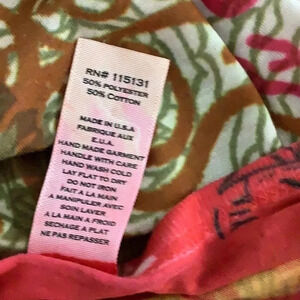 RN# 115131
50% POLYESTER
50% COTTON
MADE IN U.S.A
FABRIQUE AUX
E.U.A.
HAND MADE GARMENT
HANDLE WITH CARE
HAND WASH COLD
LAY FLAT TO DRY
DO NOT IRON
FAIT A LA MAIN
A MANIPULER AVEC
SOIN LAVER
A LA MAIN A FROID
SECHAGE A PLAT
NE PAS REPASSER